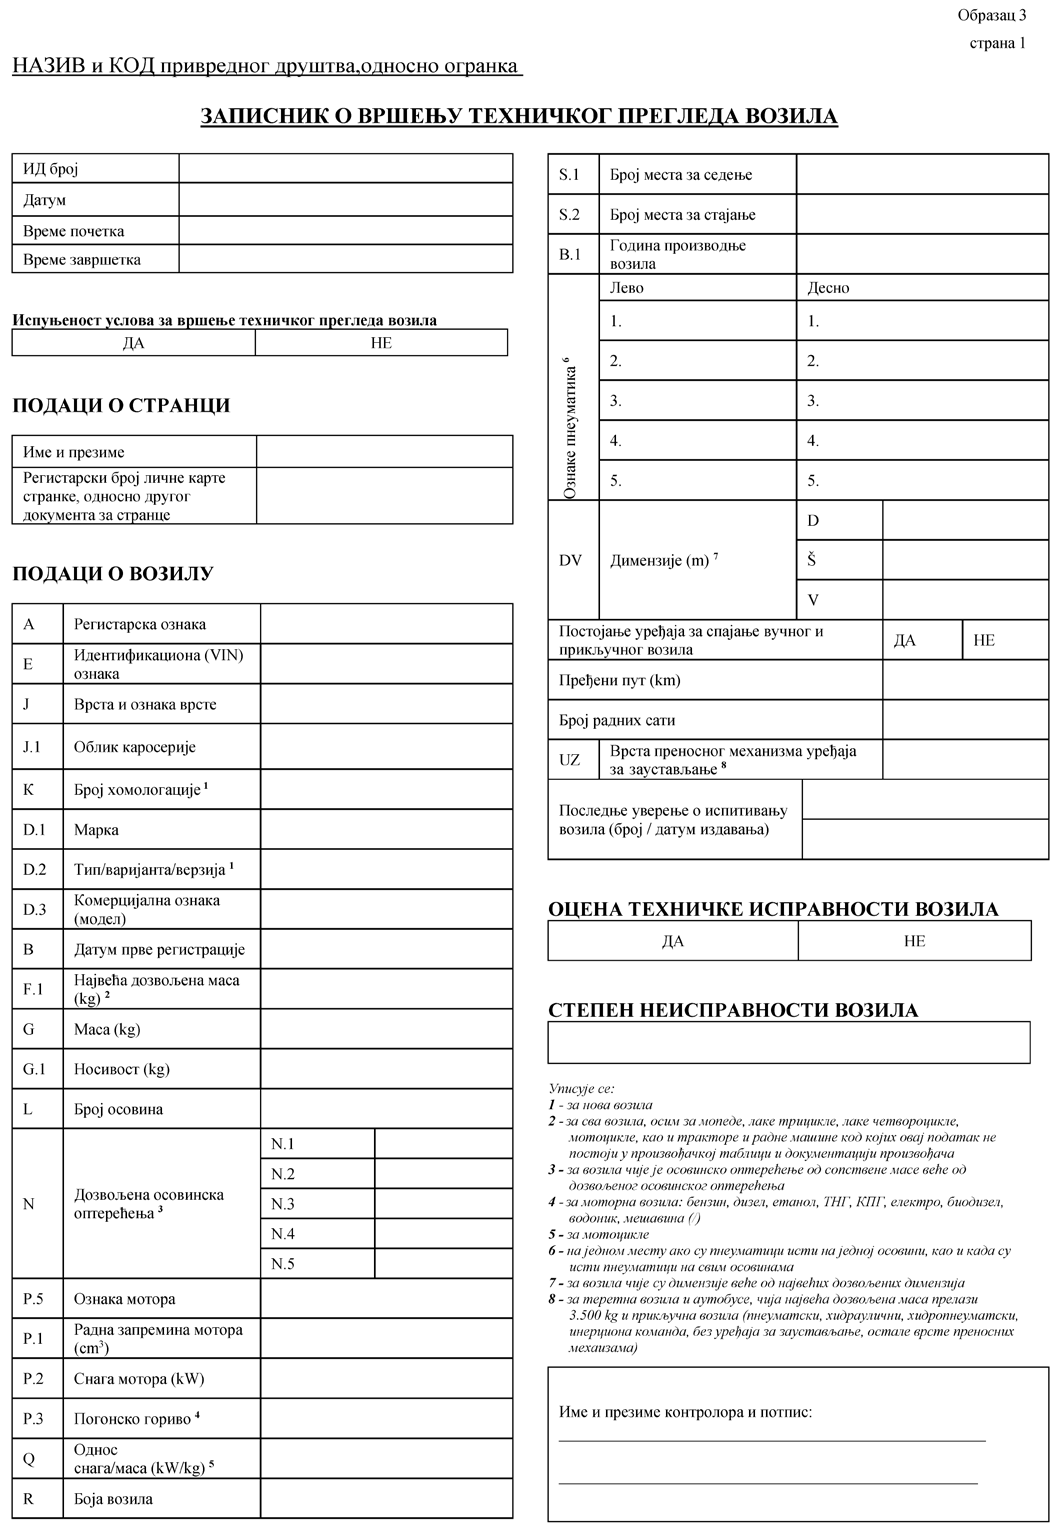 Образац 3
страна 1
НАЗИВ и КОД привредног друштва,односно огранка
ЗАПИСНИК О ВРШЕЊУ ТЕХНИЧКОГ ПРЕГЛЕДА ВОЗИЛА
ИД број
Датум
Време почетка
Време завршетка
Испуњеност услова за вршење техничког прегледа возила
ДА НЕ
ПОДАЦИ О СТРАНЦИ
Име и презиме
Регистарски број личне карте
странке, односно другог
документа за странце
ПОДАЦИ О ВОЗИЛУ
A Регистарска ознака
E Идентификациона (VIN)
ознака
J Врста и ознака врсте
J.1 Облик каросерије
K Број хомологације 1
D.1 Марка
D.2 Тип/варијанта/верзија 1
D.3 Комерцијална ознака
(модел)
B Датум прве регистрације
F.1 Највећа дозвољена маса
(kg) 2
G Маса (kg)
G.1 Носивост (kg)
L Број осовина
N Дозвољена осовинска
оптерећења 3
N.1
N.2
N.3
N.4
N.5
P.5 Ознака мотора
P.1 Радна запремина мотора
(cm3)
P.2 Снага мотора (kW)
P.3 Погонско гориво 4
Q Однос
снага/маса (kW/kg) 5
R Боја возила
S.1 Број места за седење
S.2 Број места за стајање
B.1 Година производње
возила
Ознаке пнеуматика 6
Лево Десно
1. 1.
2. 2.
3. 3.
4. 4.
5. 5.
DV Димензије (m) 7
D
Š
V
Постојање уређаја за спајање вучног и
прикључног возила
ДА НЕ
Пређени пут (km)
Број радних сати
UZ Врста преносног механизма уређаја
за заустављање 8
Последње уверење о испитивању
возила (број / датум издавања)
ОЦЕНА ТЕХНИЧКЕ ИСПРАВНОСТИ ВОЗИЛА
ДА НЕ
СТЕПЕН НЕИСПРАВНОСТИ ВОЗИЛА
Уписује се:
1 - за нова возила
2 - за сва возила, осим за мопеде, лаке трицикле, лаке четвороцикле,
мотоцикле, као и тракторе и радне машине код којих овај податак не
постоји у произвођачкој таблици и документацији произвођача
3 - за возила чије је осовинско оптерећење од сопствене масе веће од
дозвољеног осовинског оптерећења
4 - за моторна возила: бензин, дизел, етанол, ТНГ, КПГ, електро, биодизел,
водоник, мешавина (/)
5 - за мотоцикле
6 - на једном месту ако су пнеуматици исти на једној осовини, као и када су
исти пнеуматици на свим осовинама
7 - за возила чије су димензије веће од највећих дозвољених димензија
8 - за теретна возила и аутобусе, чија највећа дозвољена маса прелази
3.500 kg и прикључна возила (пнеуматски, хидраулични, хидропнеуматски,
инерциона команда, без уређаја за заустављање, остале врсте преносних
механзама)
Име и презиме контролора и потпис: